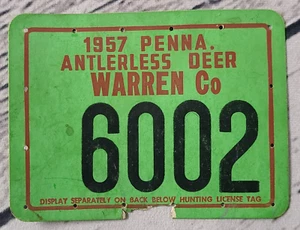 1957 PENNA.
ANTLERLESS DEER
WARREN Co
6002
DISPLAY SEPARATELY ON BACK BELOW HUNTING LICENSE TAG